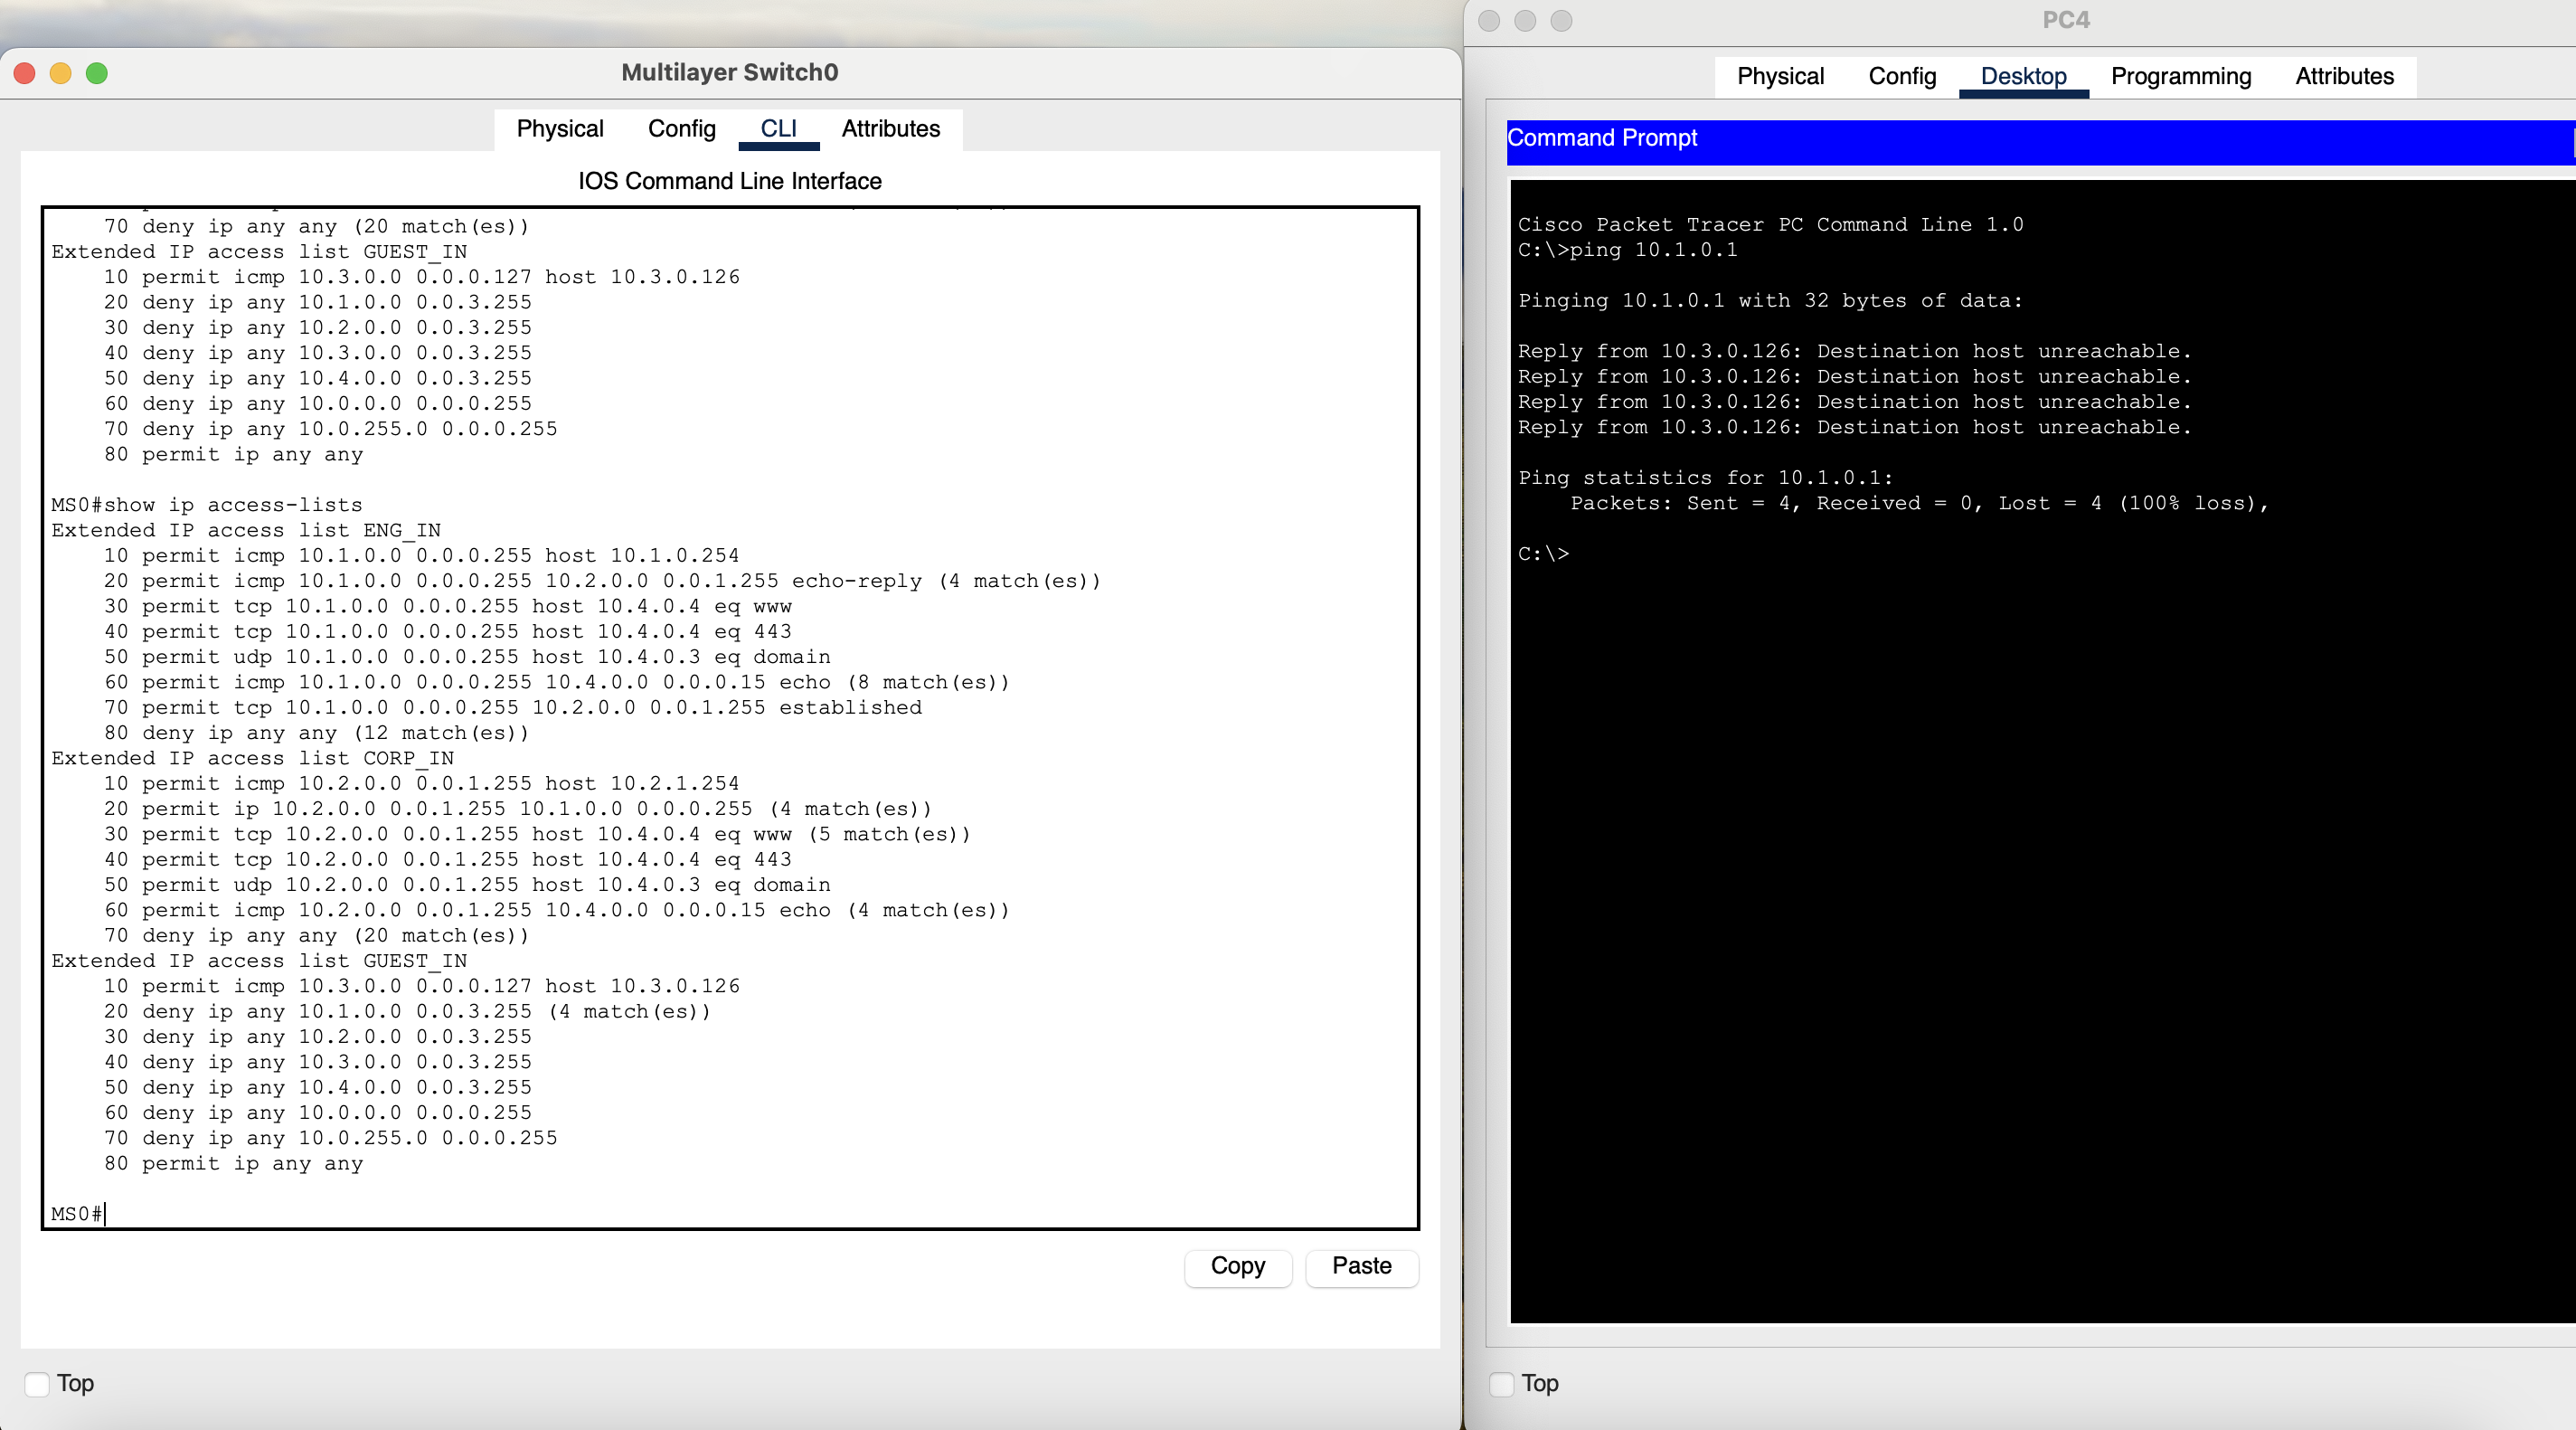 Multilayer Switch0
Physical Config CLI Attributes
IOS Command Line Interface
70 deny ip any any (20 match(es))
Extended IP access list GUEST_IN
10 permit icmp 10.3.0.0 0.0.0.127 host 10.3.0.126
20 deny ip any 10.1.0.0 0.0.3.255
30 deny ip any 10.2.0.0 0.0.3.255
40 deny ip any 10.3.0.0 0.0.3.255
50 deny ip any 10.4.0.0 0.0.3.255
60 deny ip any 10.0.0.0 0.0.0.255
70 deny ip any 10.0.255.0 0.0.0.255
80 permit ip any any
MS0#show ip access-lists
Extended IP access list ENG_IN
10 permit icmp 10.1.0.0 0.0.0.255 host 10.1.0.254
20 permit icmp 10.1.0.0 0.0.0.255 10.2.0.0 0.0.1.255 echo-reply (4 match(es))
30 permit tcp 10.1.0.0 0.0.0.255 host 10.4.0.4 eq www
40 permit tcp 10.1.0.0 0.0.0.255 host 10.4.0.4 eq 443
50 permit udp 10.1.0.0 0.0.0.255 host 10.4.0.3 eq domain
60 permit icmp 10.1.0.0 0.0.0.255 10.4.0.0 0.0.0.15 echo (8 match(es))
70 permit tcp 10.1.0.0 0.0.0.255 10.2.0.0 0.0.1.255 established
80 deny ip any any (12 match(es))
Extended IP access list CORP_IN
10 permit icmp 10.2.0.0 0.0.1.255 host 10.2.1.254
20 permit ip 10.2.0.0 0.0.1.255 10.1.0.0 0.0.0.255 (4 match(es))
30 permit tcp 10.2.0.0 0.0.1.255 host 10.4.0.4 eq www (5 match(es))
40 permit tcp 10.2.0.0 0.0.1.255 host 10.4.0.4 eq 443
50 permit udp 10.2.0.0 0.0.1.255 host 10.4.0.3 eq domain
60 permit icmp 10.2.0.0 0.0.1.255 10.4.0.0 0.0.0.15 echo (4 match(es))
70 deny ip any any (20 match(es))
Extended IP access list GUEST_IN
10 permit icmp 10.3.0.0 0.0.0.127 host 10.3.0.126
20 deny ip any 10.1.0.0 0.0.3.255 (4 match(es))
30 deny ip any 10.2.0.0 0.0.3.255
40 deny ip any 10.3.0.0 0.0.3.255
50 deny ip any 10.4.0.0 0.0.3.255
60 deny ip any 10.0.0.0 0.0.0.255
70 deny ip any 10.0.255.0 0.0.0.255
80 permit ip any any
MS0#
Copy Paste
Top
PC4
Physical Config Desktop Programming Attributes
Command Prompt
Cisco Packet Tracer PC Command Line 1.0
C:\>ping 10.1.0.1
Pinging 10.1.0.1 with 32 bytes of data:
Reply from 10.3.0.126: Destination host unreachable.
Reply from 10.3.0.126: Destination host unreachable.
Reply from 10.3.0.126: Destination host unreachable.
Reply from 10.3.0.126: Destination host unreachable.
Ping statistics for 10.1.0.1:
Packets: Sent = 4, Received = 0, Lost = 4 (100% loss),
C:\>
Top